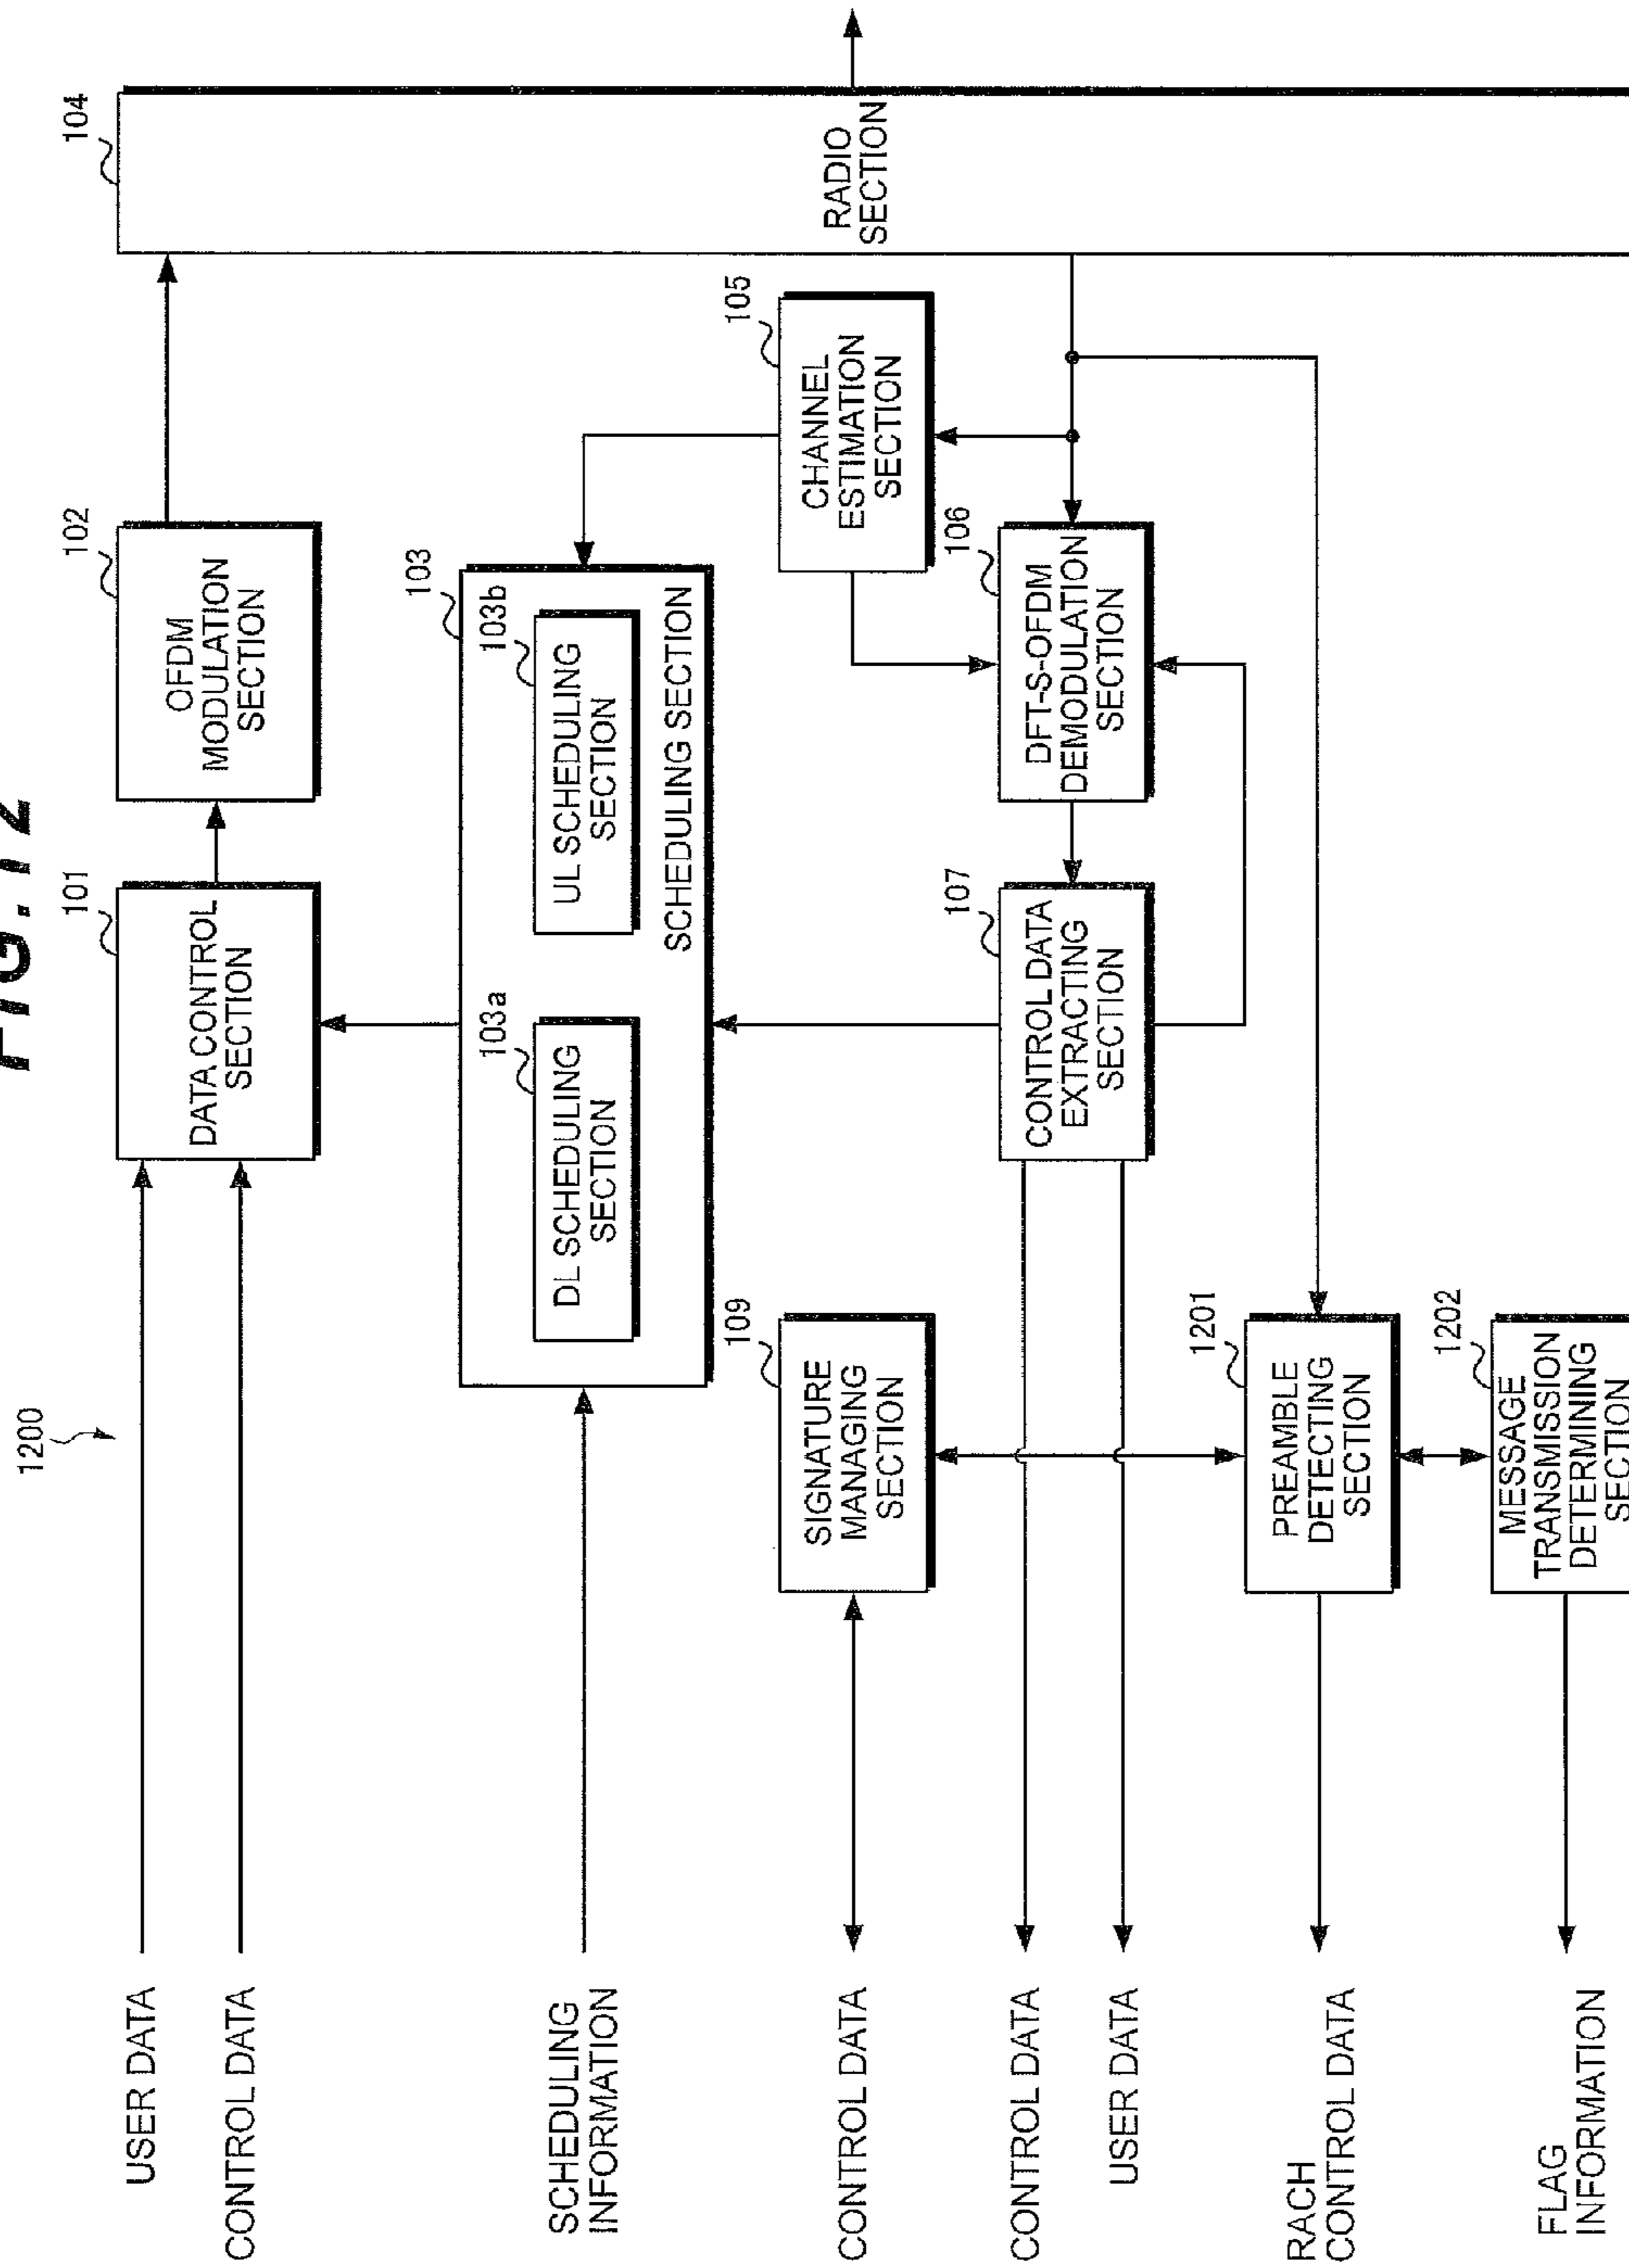 FIG. 12
1200
USER DATA
CONTROL DATA
101
DATA CONTROL
SECTION
102
OFDM
MODULATION
SECTION
104
RADIO
SECTION
SCHEDULING
INFORMATION
103
103a
DL SCHEDULING
SECTION
103b
UL SCHEDULING
SECTION
SCHEDULING SECTION
CONTROL DATA
109
SIGNATURE
MANAGING
SECTION
105
CHANNEL
ESTIMATION
SECTION
CONTROL DATA
USER DATA
107
CONTROL DATA
EXTRACTING
SECTION
106
DFT-S-OFDM
DEMODULATION
SECTION
RACH
CONTROL DATA
1201
PREAMBLE
DETECTING
SECTION
FLAG
INFORMATION
1202
MESSAGE
TRANSMISSION
DETERMINING
SECTION